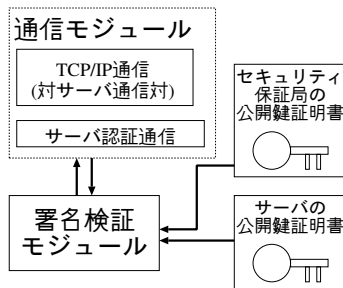 通信モジュール
TCP/IP通信
(対サーバ通信対)
サーバ認証通信
署名検証
モジュール
セキュリティ
保証局の
公開鍵証明書
サーバの
公開鍵証明書